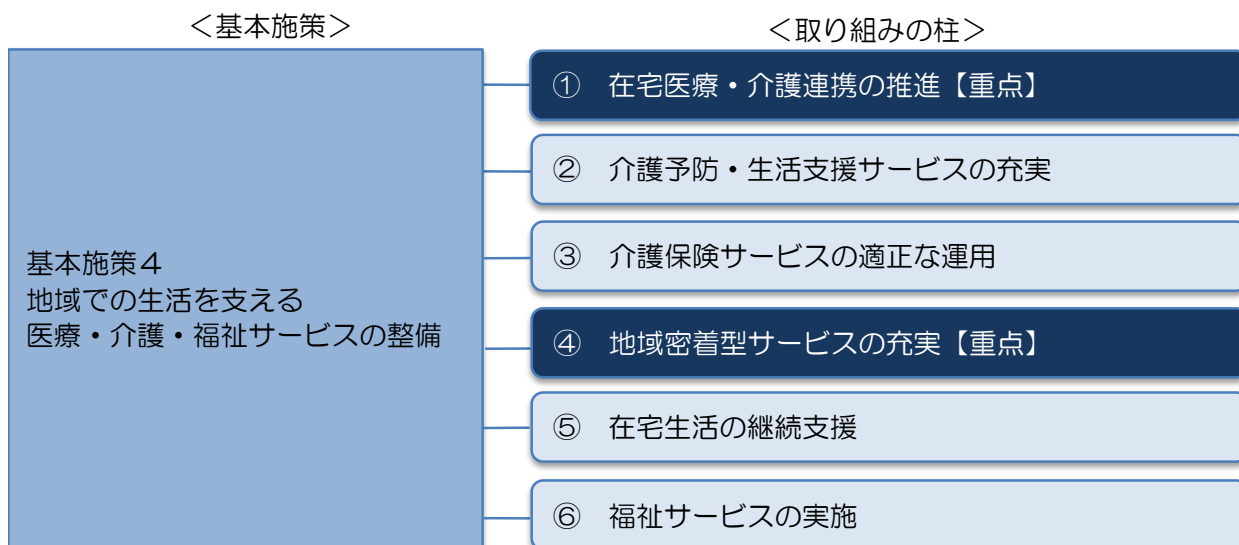 ＜基本施策＞
＜取り組みの柱＞
基本施策４
地域での生活を支える
医療・介護・福祉サービスの整備
① 在宅医療・介護連携の推進【重点】
② 介護予防・生活支援サービスの充実
③ 介護保険サービスの適正な運用
④ 地域密着型サービスの充実【重点】
⑤ 在宅生活の継続支援
⑥ 福祉サービスの実施